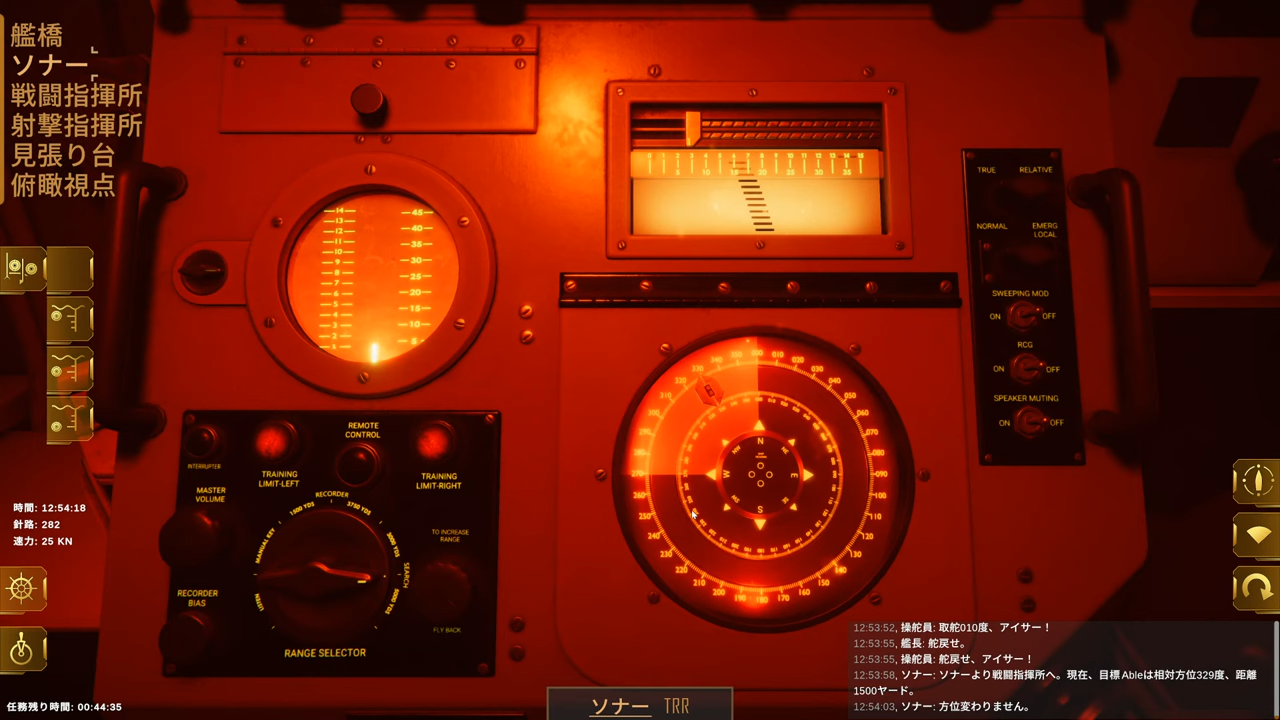 艦橋
ソナー
戦闘指揮所
射撃指揮所
見張り台
俯瞰視点
時間: 12:54:18
針路: 282
速力: 25 KN
任務残り時間: 00:44:35
INTERRUPTER
TRAINING
LIMIT-LEFT
REMOTE
CONTROL
TRAINING
LIMIT-RIGHT
MASTER
VOLUME
RECORDER
1500 YDS
3750 YDS
MANUAL KEY
3000 YDS
SEARCH
5000 YDS
LISTEN
TO INCREASE
RANGE
RECORDER
BIAS
FLY BACK
RANGE SELECTOR
TRUE RELATIVE
NORMAL EMERG
LOCAL
SWEEPING MOD
ON OFF
RCG
ON OFF
SPEAKER MUTING
ON OFF
N
E
S
W
12:53:52, 操舵員: 取舵010度、アイサー！
12:53:55, 艦長: 舵戻せ。
12:53:55, 操舵員: 舵戻せ、アイサー！
12:53:58, ソナー: ソナーより戦闘指揮所へ。現在、目標Ableは相対方位329度、距離
1500ヤード。
12:54:03, ソナー: 方位変わりません。
ソナー TRR